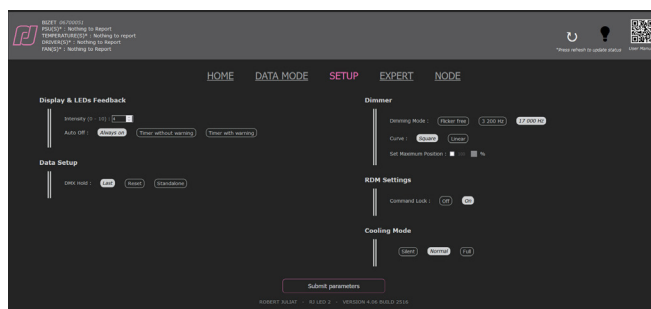 BIZET 06700051
PSU(S)* : Nothing to Report
TEMPERATURE(S)* : Nothing to report
DRIVER(S)* : Nothing to Report
FAN(S)* : Nothing to Report
*Press refresh to update status
User Manual
HOME DATA MODE SETUP EXPERT NODE
Display & LEDs Feedback
Intensity (0 - 10) :
Auto Off : Always on Timer without warning Timer with warning
Data Setup
DMX Hold : Last Reset Standalone
Dimmer
Dimming Mode : Flicker free 3 200 Hz 17 000 Hz
Curve : Square Linear
Set Maximum Position : %
RDM Settings
Command Lock : Off On
Cooling Mode
Silent Normal Full
Submit parameters
ROBERT JULIAT - RJ LED 2 - VERSION 4.06 BUILD 2516